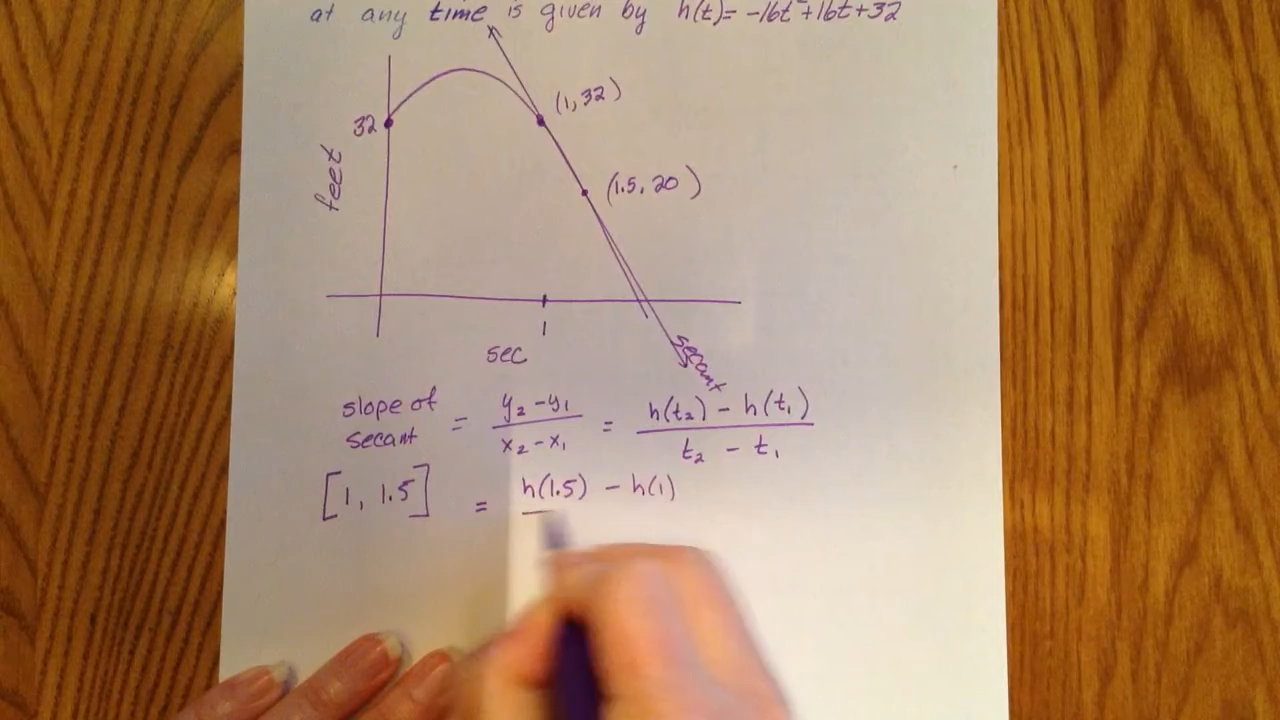 at any time is given by h(t)= -16t²+16t+32
(1, 32)
32
feet
(1.5, 20)
1
sec
secant
slope of secant = y₂-y₁ / x₂-x₁ = h(t₂) - h(t₁) / t₂ - t₁
[1, 1.5] = h(1.5) - h(1)